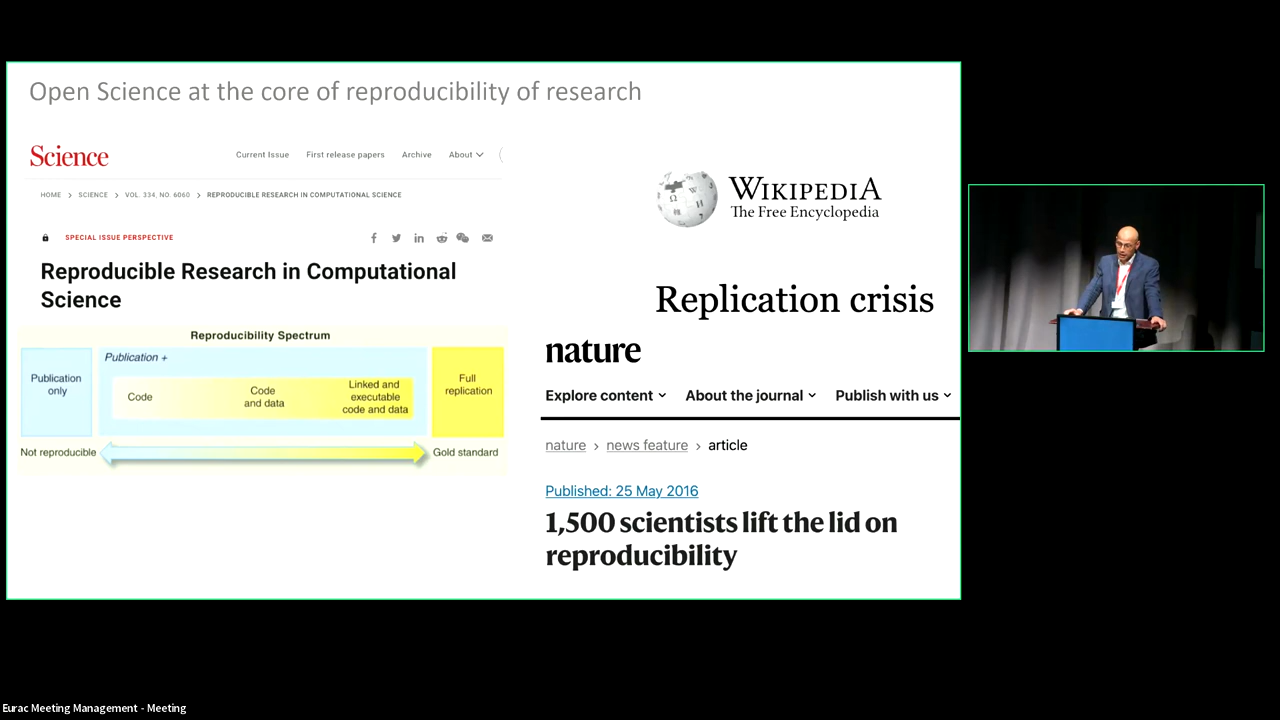 Open Science at the core of reproducibility of research
Science
Current Issue First release papers Archive About
HOME > SCIENCE > VOL. 334, NO. 6060 > REPRODUCIBLE RESEARCH IN COMPUTATIONAL SCIENCE
SPECIAL ISSUE PERSPECTIVE
Reproducible Research in Computational
Science
Reproducibility Spectrum
Publication only
Publication +
Code
Code
and data
Linked and
executable
code and data
Full
replication
Not reproducible
Gold standard
WIKIPEDIA
The Free Encyclopedia
Replication crisis
nature
Explore content About the journal Publish with us
nature > news feature > article
Published: 25 May 2016
1,500 scientists lift the lid on
reproducibility
Eurac Meeting Management - Meeting